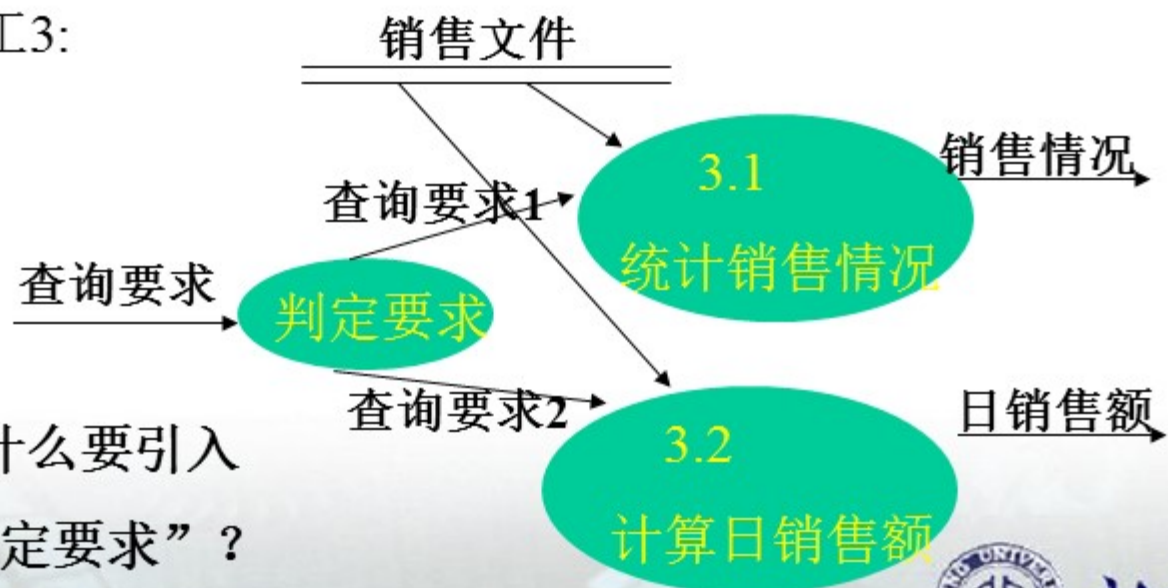 工3:
销售文件
3.1
销售情况
查询要求1
统计销售情况
查询要求
判定要求
查询要求2
日销售额
3.2
什么要引入
定要求”？
计算日销售额